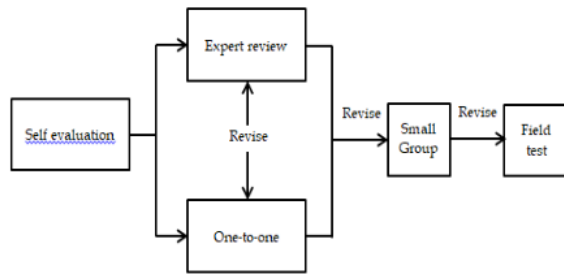 Expert review
Self evaluation
Revise
One-to-one
Revise
Small
Group
Revise
Field
test